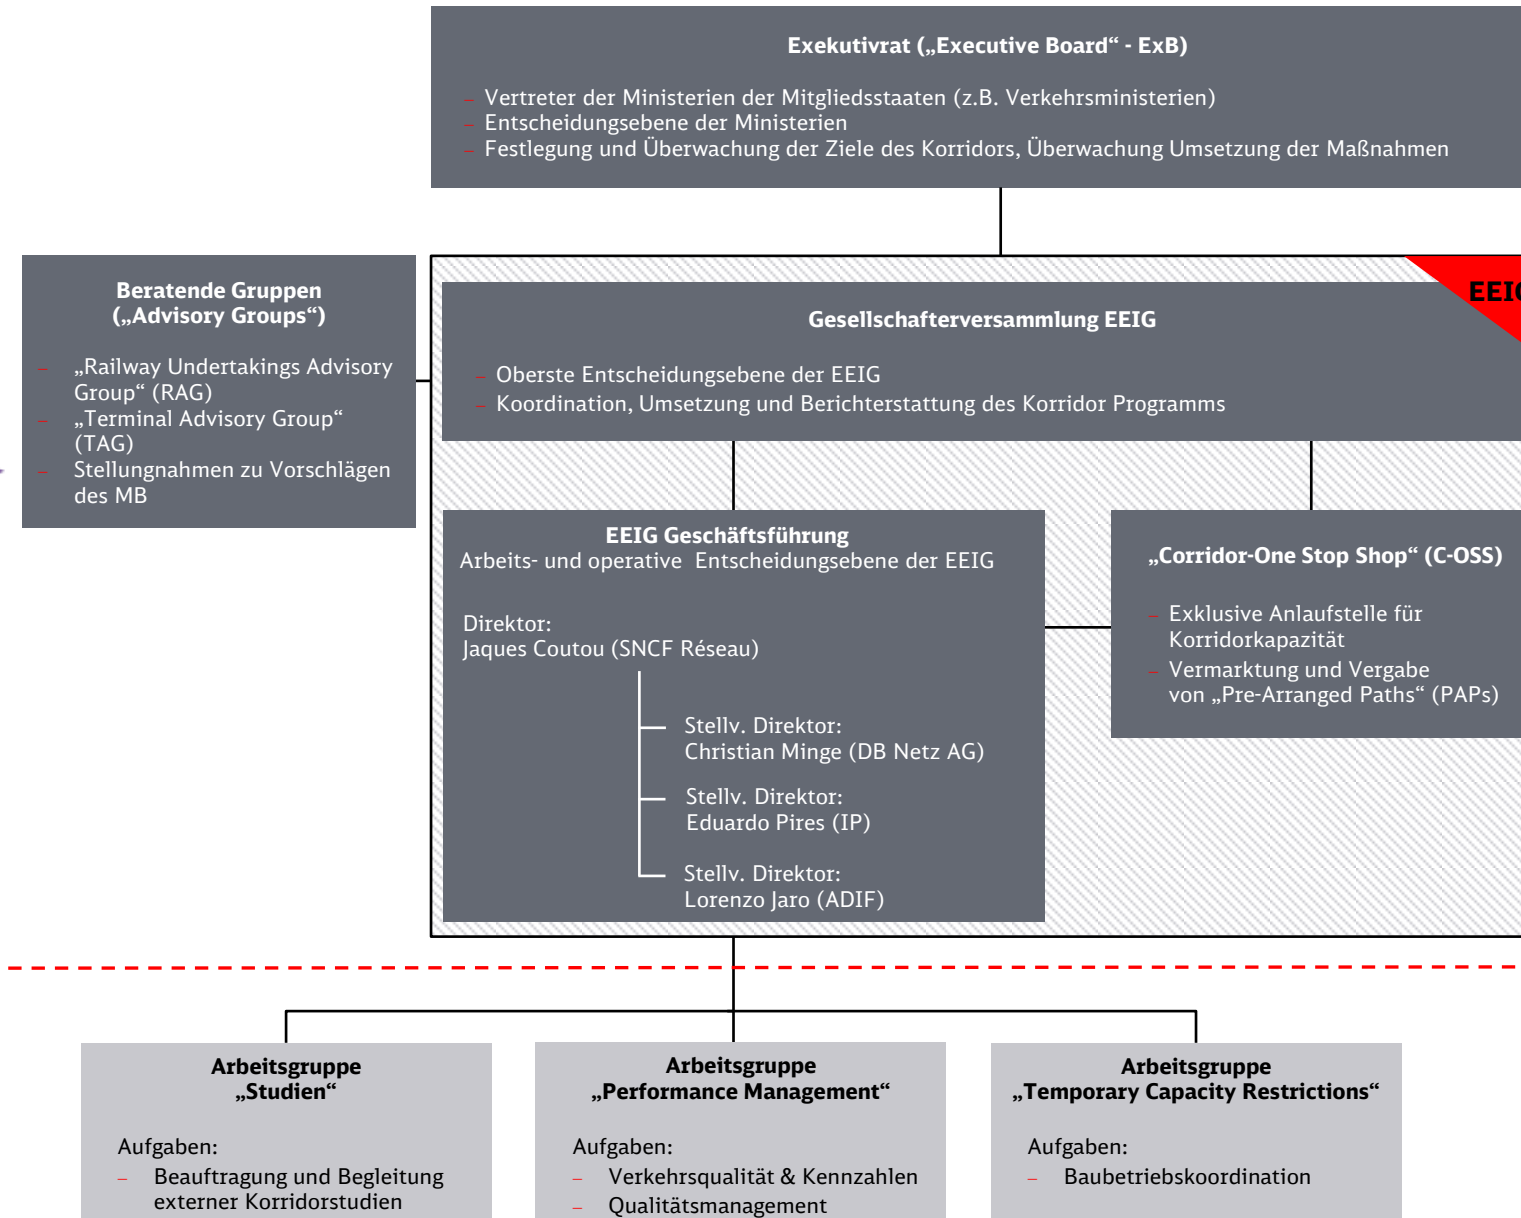 Exekutivrat („Executive Board“ - ExB)
– Vertreter der Ministerien der Mitgliedsstaaten (z.B. Verkehrsministerien)
– Entscheidungsebene der Ministerien
– Festlegung und Überwachung der Ziele des Korridors, Überwachung Umsetzung der Maßnahmen
Beratende Gruppen
(„Advisory Groups“)
– „Railway Undertakings Advisory
Group“ (RAG)
– „Terminal Advisory Group“
(TAG)
– Stellungnahmen zu Vorschlägen
des MB
EEIG
Gesellschafterversammlung EEIG
– Oberste Entscheidungsebene der EEIG
– Koordination, Umsetzung und Berichterstattung des Korridor Programms
EEIG Geschäftsführung
Arbeits- und operative Entscheidungsebene der EEIG
Direktor:
Jaques Coutou (SNCF Réseau)
Stellv. Direktor:
Christian Minge (DB Netz AG)
Stellv. Direktor:
Eduardo Pires (IP)
Stellv. Direktor:
Lorenzo Jaro (ADIF)
„Corridor-One Stop Shop“ (C-OSS)
– Exklusive Anlaufstelle für
Korridorkapazität
– Vermarktung und Vergabe
von „Pre-Arranged Paths“ (PAPs)
Arbeitsgruppe
„Studien“
Aufgaben:
– Beauftragung und Begleitung
externer Korridorstudien
Arbeitsgruppe
„Performance Management“
Aufgaben:
– Verkehrsqualität & Kennzahlen
– Qualitätsmanagement
Arbeitsgruppe
„Temporary Capacity Restrictions“
Aufgaben:
– Baubetriebskoordination